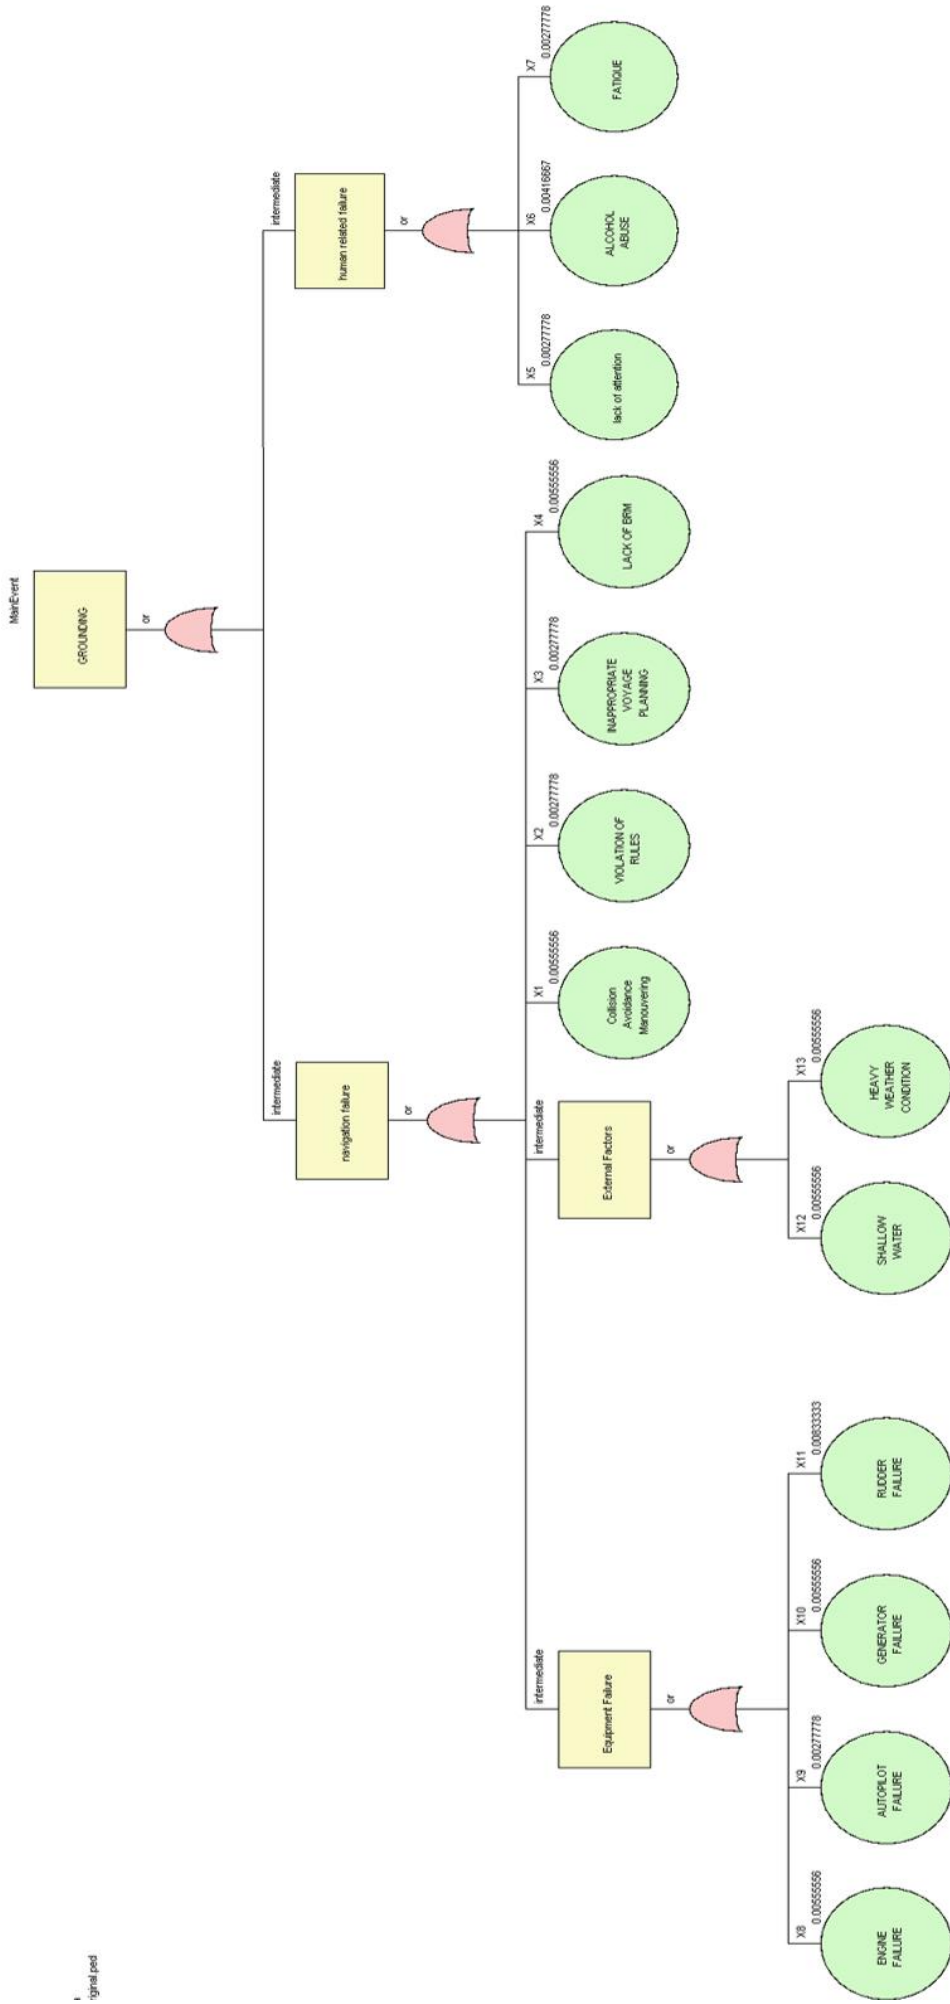 MainEvent
GROUNDING
or
intermediate
navigation failure
or
intermediate
human related failure
or
intermediate
Equipment Failure
or
intermediate
External Factors
or
X1
0.00555556
Collision
Avoidance
Manouvering
X2
0.00277778
VIOLATION OF
RULES
X3
0.00277778
INAPPROPRIATE
VOYAGE
PLANNING
X4
0.00555556
LACK OF BRM
X5
0.00277778
lack of attention
X6
0.00416667
ALCOHOL
ABUSE
X7
0.00277778
FATIQUE
X8
0.00555556
ENGINE
FAILURE
X9
0.00277778
AUTOPILOT
FAILURE
X10
0.00555556
GENERATOR
FAILURE
X11
0.00833333
RUDDER
FAILURE
X12
0.00555556
SHALLOW
WATER
X13
0.00555556
HEAVY
WEATHER
CONDITION
riginal.ped